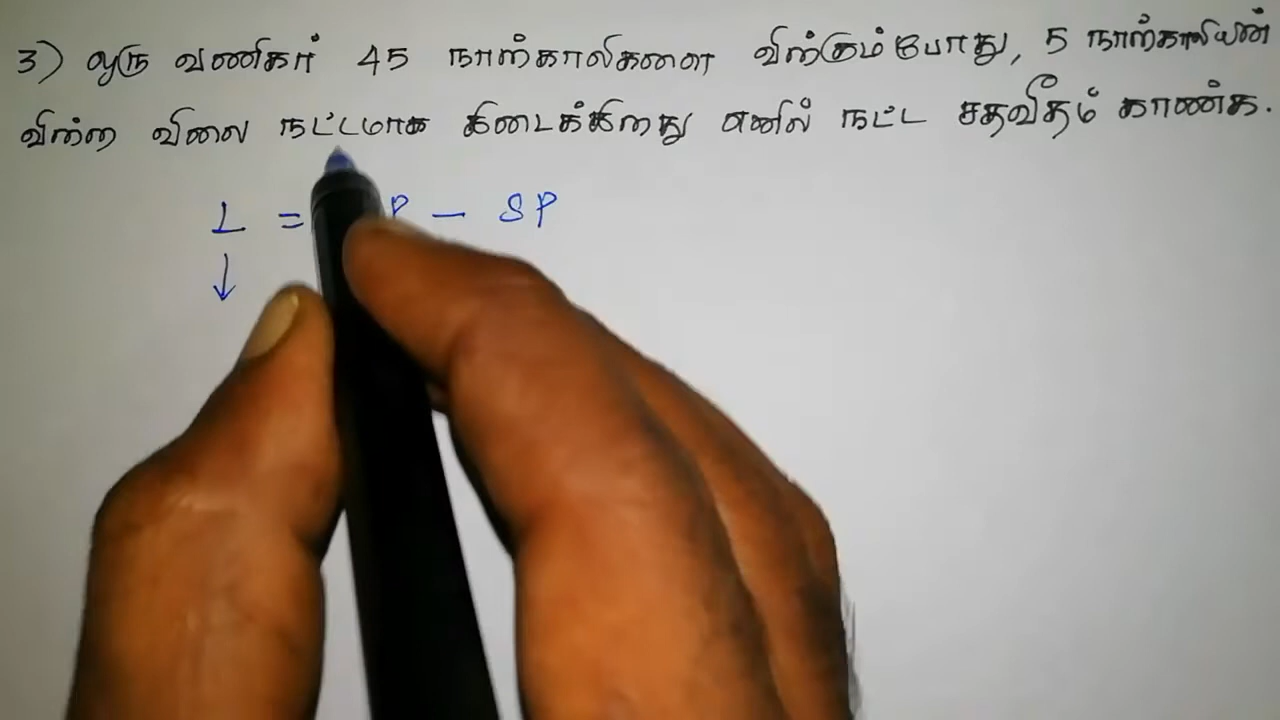 3) ஒரு வணிகர் 45 நாற்காலிகளை விற்கும்போது, 5 நாற்காலியின்
விற்ற விலை நட்டமாக கிடைக்கிறது எனில் நட்ட சதவீதம் காண்க.
L = P - SP
↓